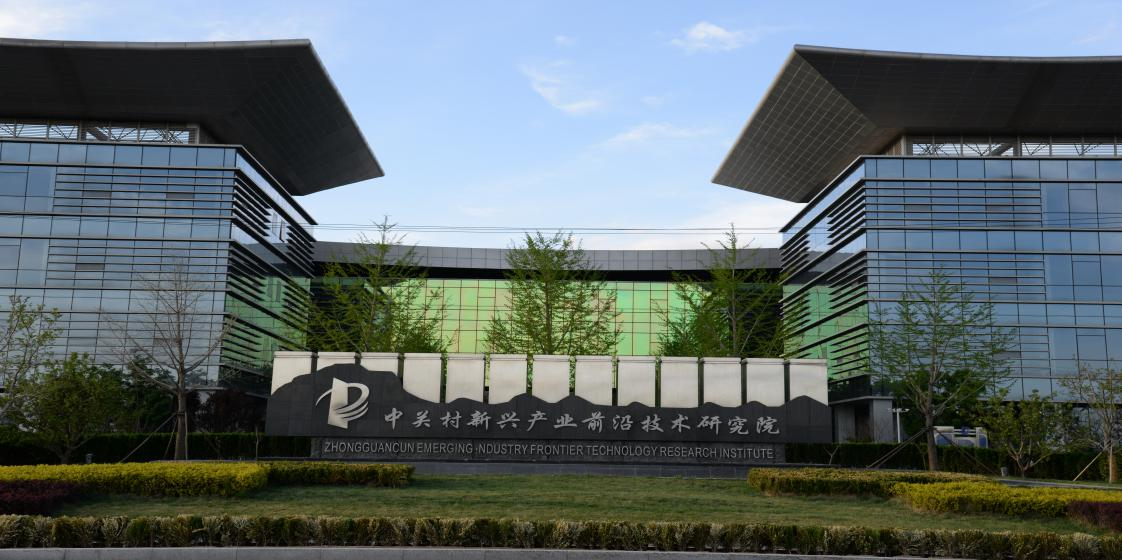 中关村新兴产业前沿技术研究院
ZHONGGUANCUN EMERGING INDUSTRY FRONTIER TECHNOLOGY RESEARCH INSTITUTE